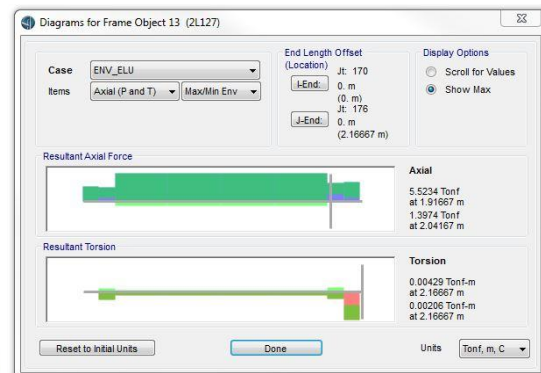 Diagrams for Frame Object 13 (2L127)
Case ENV_ELU
Items Axial (P and T) Max/Min Env
End Length Offset
(Location)
Jt: 170
I-End: 0. m
(0. m)
Jt: 176
J-End: 0. m
(2.16667 m)
Display Options
Scroll for Values
Show Max
Resultant Axial Force
Axial
5.5234 Tonf
at 1.91667 m
1.3974 Tonf
at 2.04167 m
Resultant Torsion
Torsion
0.00429 Tonf-m
at 2.16667 m
0.00206 Tonf-m
at 2.16667 m
Reset to Initial Units Done Units Tonf, m, C